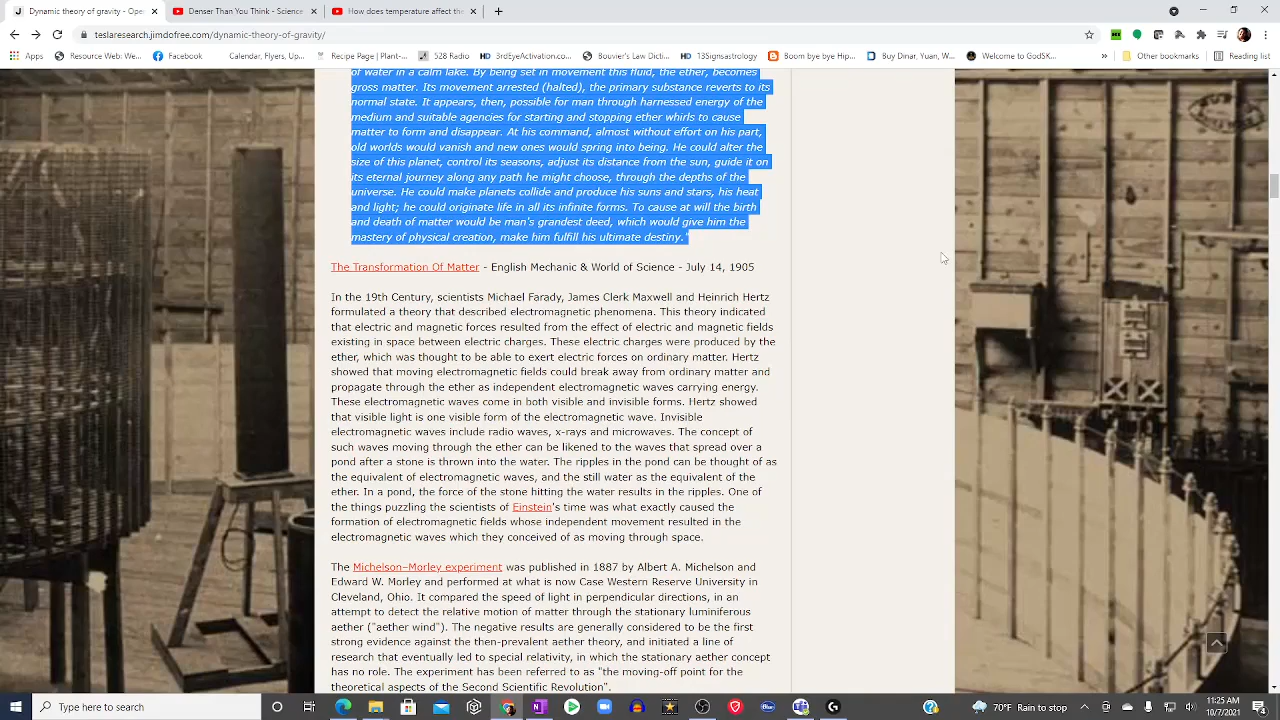 Dynamic theory of gravity - Ope
Denser Than You Think - Science
How does temperature affect the
teslaresearch.jimdofree.com/dynamic-theory-of-gravity/
Apps
Resource Web: We...
Facebook
Calendar, Flyers, Up...
Recipe Page | Plant-...
528 Radio
3rdEyeActivation.co...
Bouvier's Law Dict...
13Sigmsastrology
Boom bye bye Hip...
Buy Dinar, Yuan, W...
Welcome to GodSK...
»
Other bookmarks
Reading list
of water in a calm lake. By being set in movement this fluid, the ether, becomes
gross matter. Its movement arrested (halted), the primary substance reverts to its
normal state. It appears, then, possible for man through harnessed energy of the
medium and suitable agencies for starting and stopping ether whirls to cause
matter to form and disappear. At his command, almost without effort on his part,
old worlds would vanish and new ones would spring into being. He could alter the
size of this planet, control its seasons, adjust its distance from the sun, guide it on
its eternal journey along any path he might choose, through the depths of the
universe. He could make planets collide and produce his suns and stars, his heat
and light; he could originate life in all its infinite forms. To cause at will the birth
and death of matter would be man's grandest deed, which would give him the
mastery of physical creation, make him fulfill his ultimate destiny."
The Transformation Of Matter - English Mechanic & World of Science - July 14, 1905
In the 19th Century, scientists Michael Farady, James Clerk Maxwell and Heinrich Hertz
formulated a theory that described electromagnetic phenomena. This theory indicated
that electric and magnetic forces resulted from the effect of electric and magnetic fields
existing in space between electric charges. These electric charges were produced by the
ether, which was thought to be able to exert electric forces on ordinary matter. Hertz
showed that moving electromagnetic fields could break away from ordinary matter and
propagate through the ether as independent electromagnetic waves carrying energy.
These electromagnetic waves come in both visible and invisible forms. Hertz showed
that visible light is one visible form of the electromagnetic wave. Invisible
electromagnetic waves include radio waves, x-rays and microwaves. The concept of
such waves moving through the ether can be likened to the waves that spread over a
pond after a stone is thrown into the water. The ripples in the pond can be thought of as
the equivalent of electromagnetic waves, and the still water as the equivalent of the
ether. In a pond, the force of the stone hitting the water results in the ripples. One of
the things puzzling the scientists of Einstein's time was what exactly caused the
formation of electromagnetic fields whose independent movement resulted in the
electromagnetic waves which they conceived of as moving through space.
The Michelson–Morley experiment was published in 1887 by Albert A. Michelson and
Edward W. Morley and performed at what is now Case Western Reserve University in
Cleveland, Ohio. It compared the speed of light in perpendicular directions, in an
attempt to detect the relative motion of matter through the stationary luminiferous
aether ("aether wind"). The negative results are generally considered to be the first
strong evidence against the then-prevalent aether theory, and initiated a line of
research that eventually led to special relativity, in which the stationary aether concept
has no role. The experiment has been referred to as "the moving-off point for the
theoretical aspects of the Second Scientific Revolution".
Type here to search
7:00 Thursday stop
11:25 AM
10/7/2021